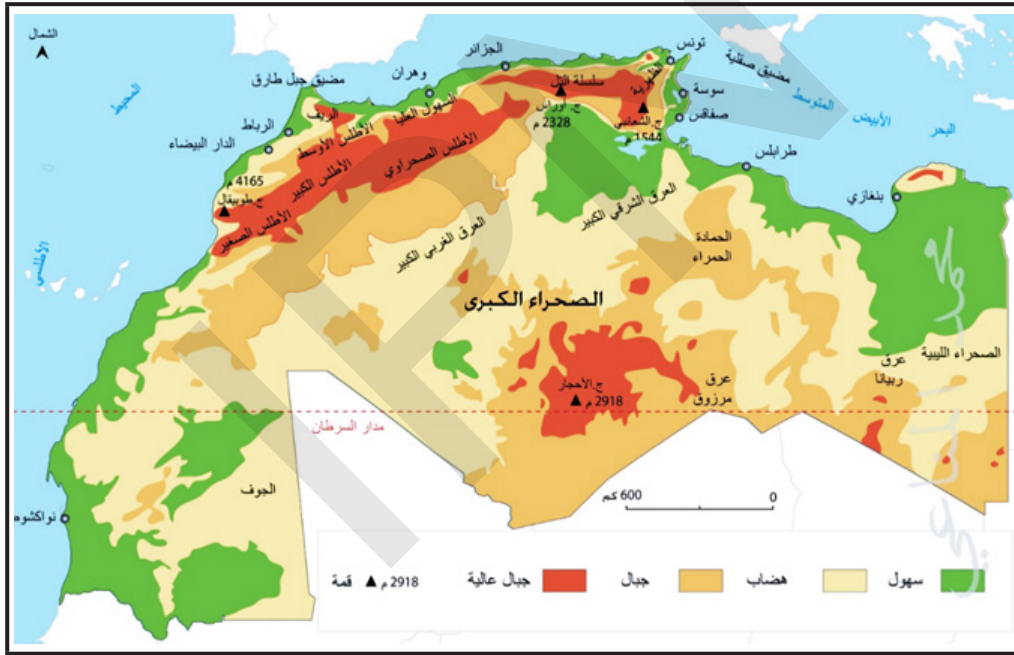 الشمال
المحيط
الأطلسي
مضيق جبل طارق
وهران
الجزائر
تونس
مضيق صقلية
المتوسط
الأبيض
البحر
سوسة
صفاقس
طرابلس
بنغازي
الرباط
الدار البيضاء
الريف
السهول العليا
سلسلة التل
ج. أوراس
2328 م
ج.الشعانبي
1544 م
الأطلس الأوسط
الأطلس الكبير
الأطلس الصحراوي
4165 م
ج.طوبيقال
الأطلس الصغير
العرق الشرقي الكبير
العرق الغربي الكبير
الحمادة
الحمراء
الصحراء الكبرى
الصحراء الليبية
عرق
ربيانا
ج.الأحجار
2918 م
عرق
مرزوق
مدار السرطان
الجوف
نواكشوط
600 كم
0
سهول
هضاب
جبال
جبال عالية
2918 م
قمة